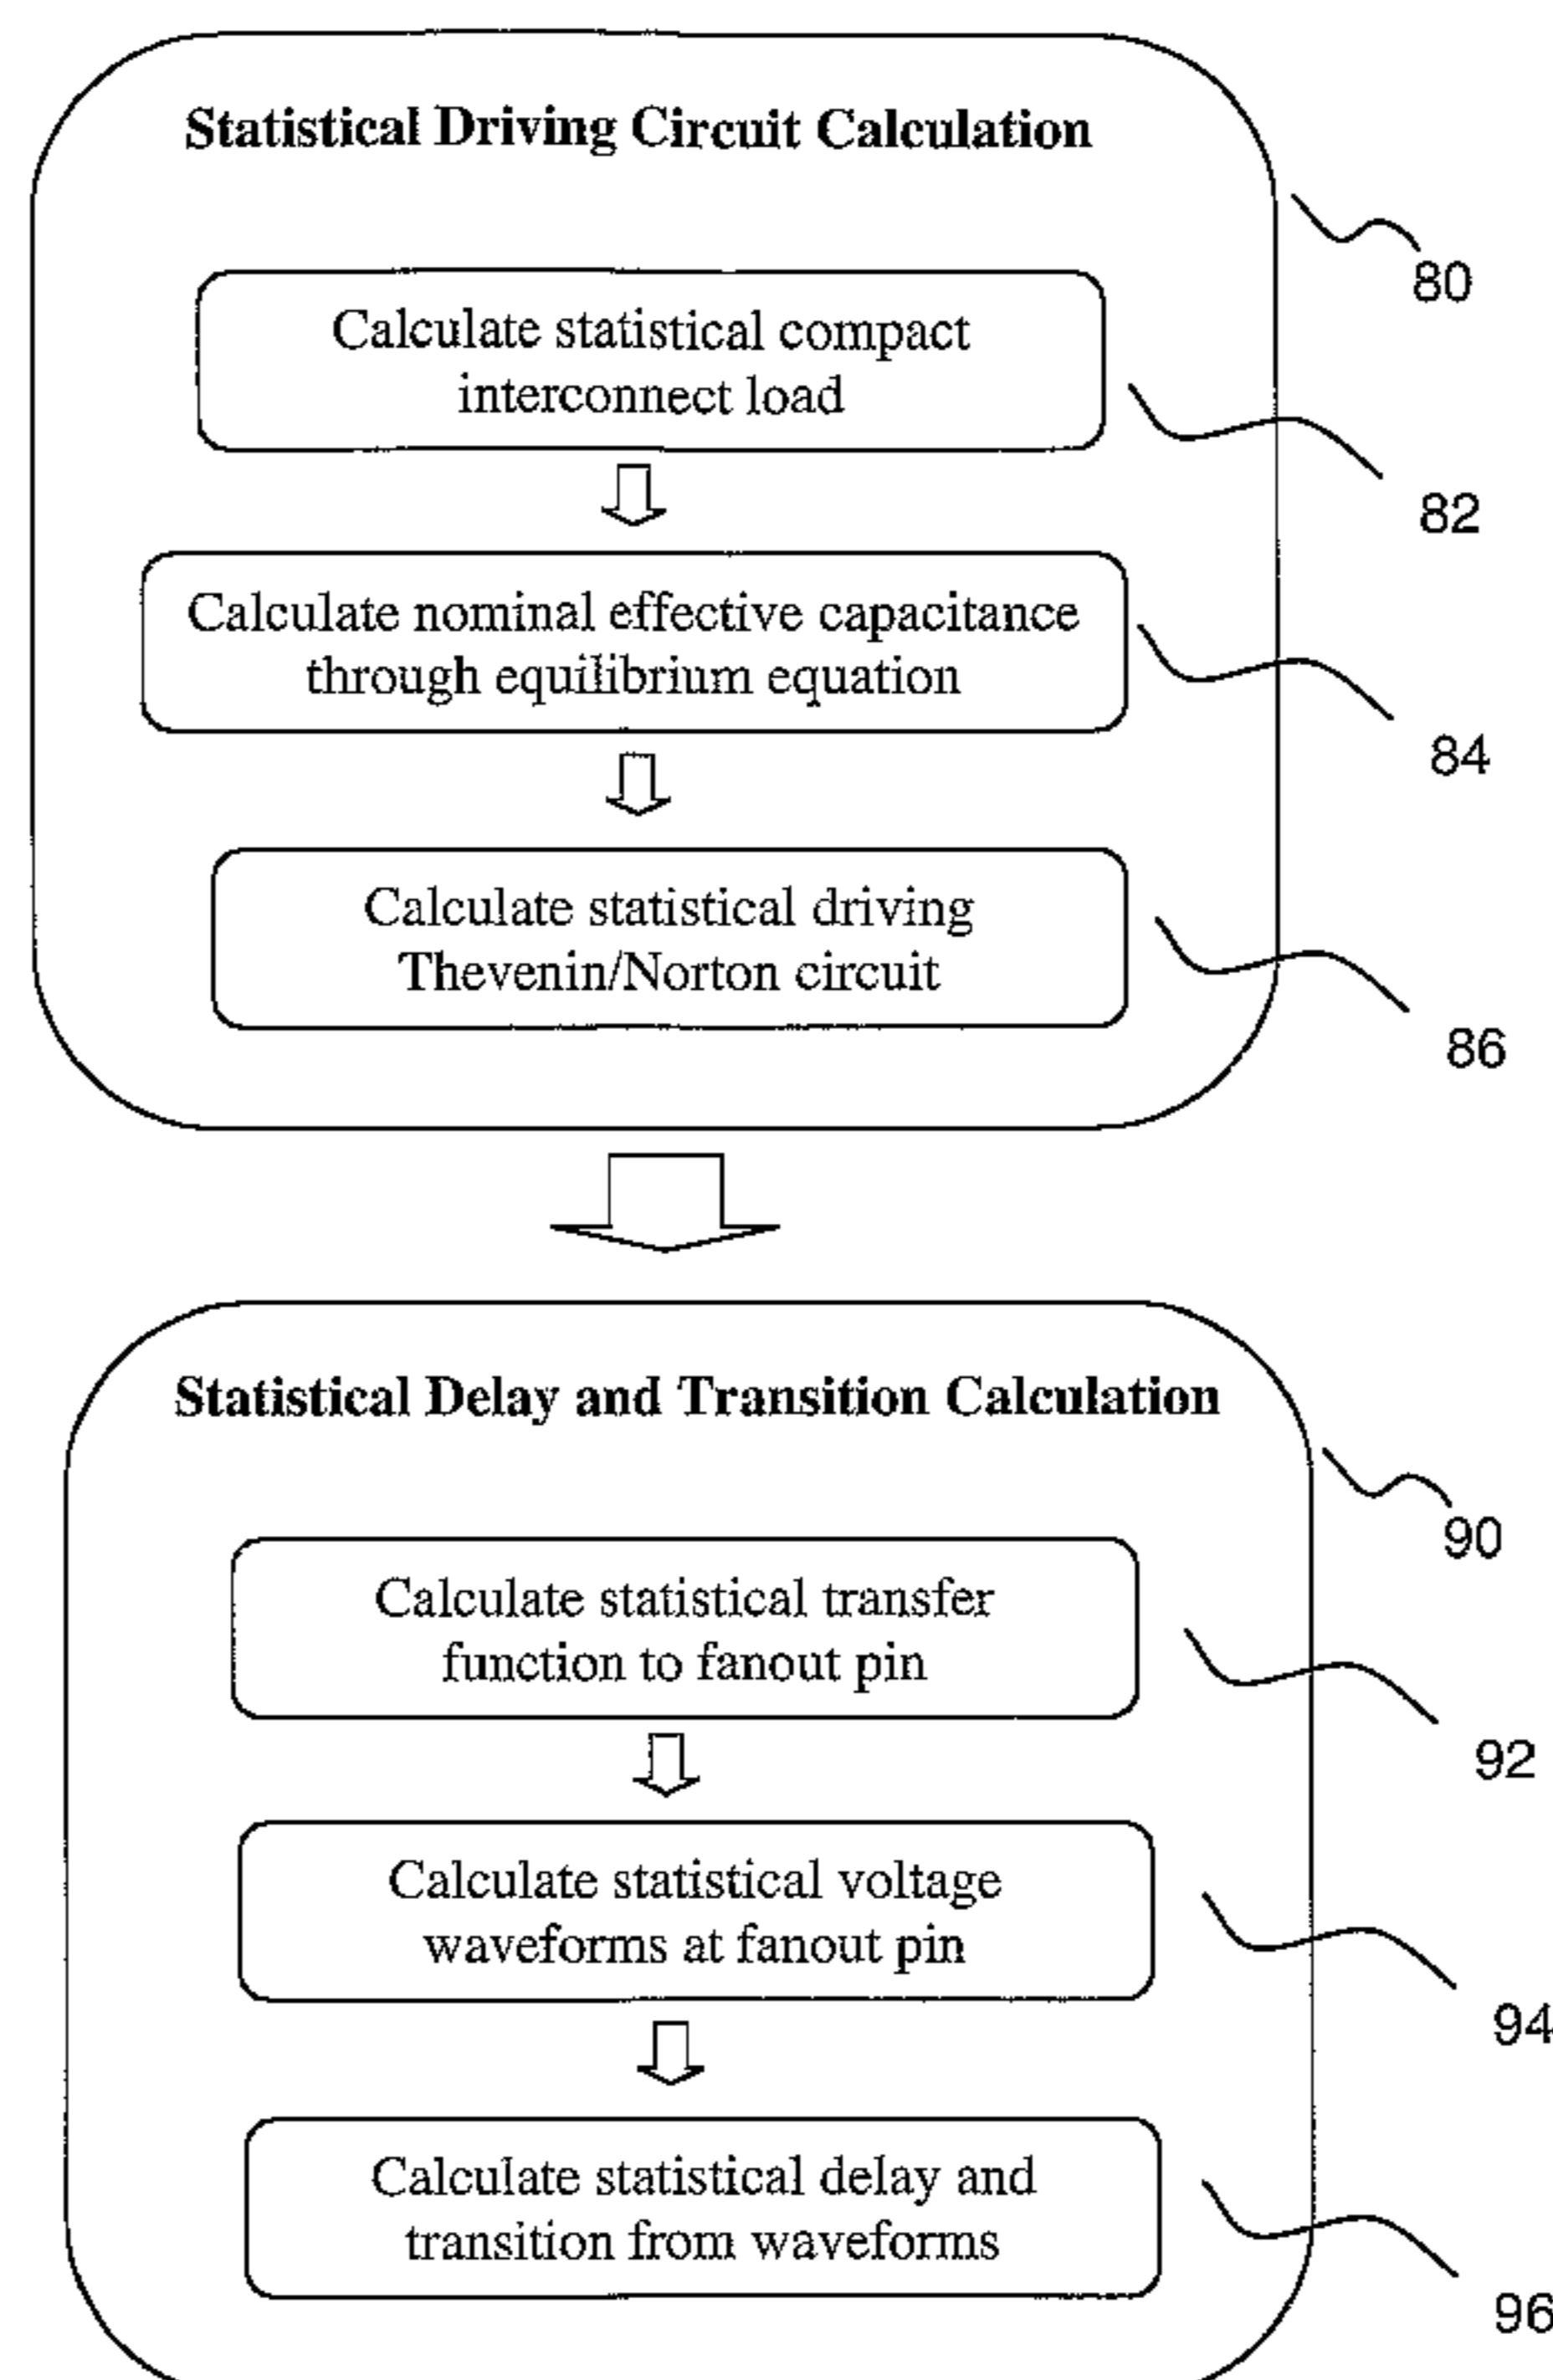 Statistical Driving Circuit Calculation
80
Calculate statistical compact
interconnect load
82
Calculate nominal effective capacitance
through equilibrium equation
84
Calculate statistical driving
Thevenin/Norton circuit
86
Statistical Delay and Transition Calculation
90
Calculate statistical transfer
function to fanout pin
92
Calculate statistical voltage
waveforms at fanout pin
94
Calculate statistical delay and
transition from waveforms
96